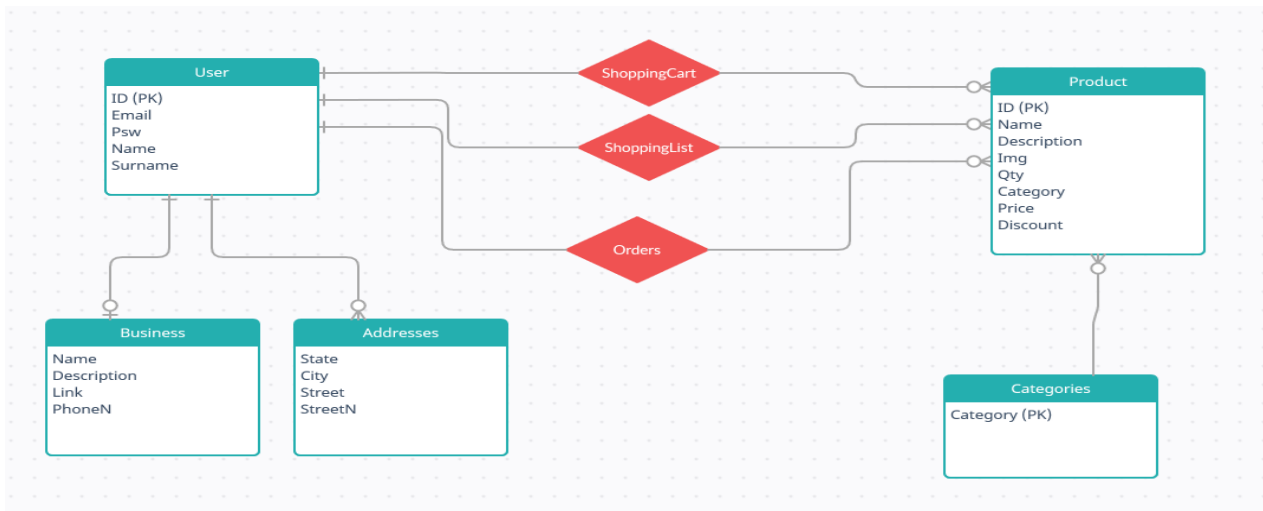 User
ID (PK)
Email
Psw
Name
Surname
ShoppingCart
ShoppingList
Orders
Product
ID (PK)
Name
Description
Img
Qty
Category
Price
Discount
Business
Name
Description
Link
PhoneN
Addresses
State
City
Street
StreetN
Categories
Category (PK)